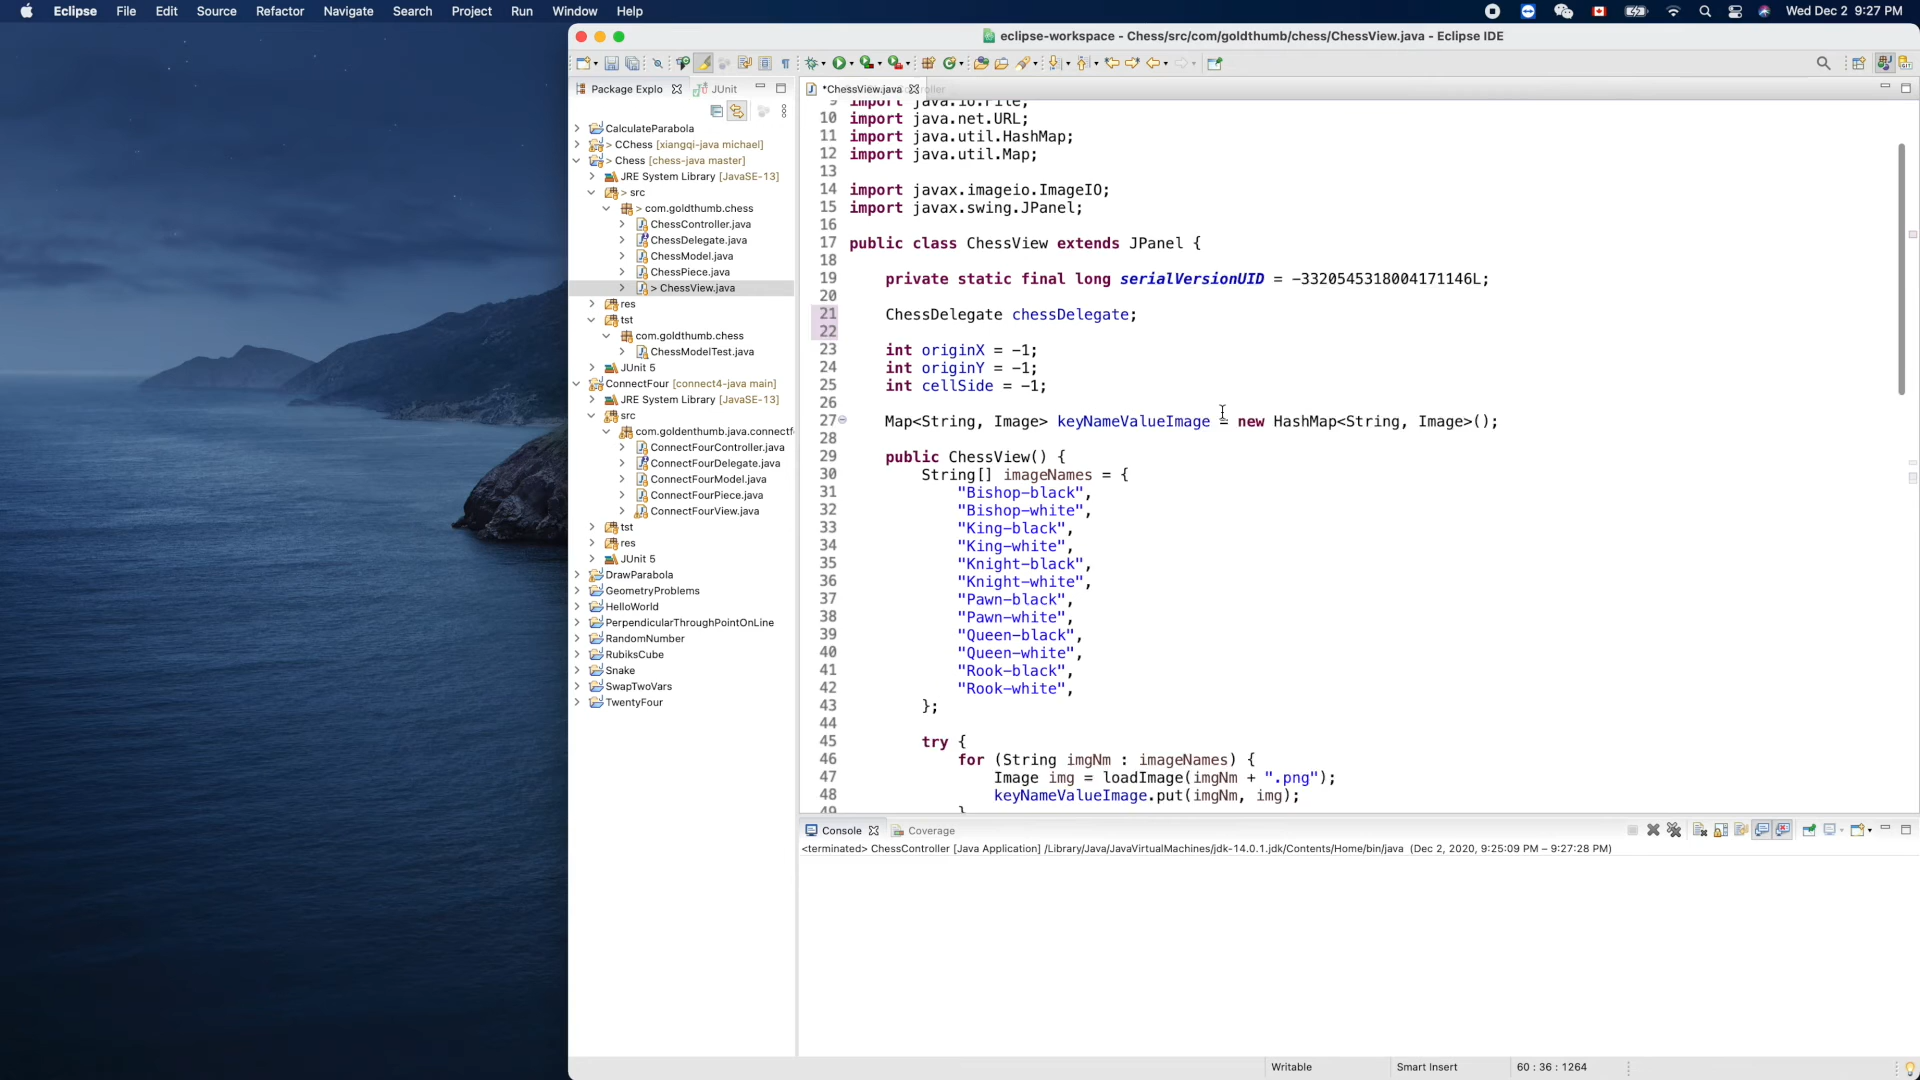 Eclipse File Edit Source Refactor Navigate Search Project Run Window Help Wed Dec 2 9:27 PM
eclipse-workspace - Chess/src/com/goldthumb/chess/ChessView.java - Eclipse IDE
Package Explo JUnit
*ChessView.java
CalculateParabola
> CChess [xiangqi-java michael]
> Chess [chess-java master]
JRE System Library [JavaSE-13]
> src
> com.goldthumb.chess
ChessController.java
ChessDelegate.java
ChessModel.java
ChessPiece.java
> ChessView.java
res
tst
com.goldthumb.chess
ChessModelTest.java
JUnit 5
ConnectFour [connect4-java main]
JRE System Library [JavaSE-13]
src
com.goldenthumb.java.connectf
ConnectFourController.java
ConnectFourDelegate.java
ConnectFourModel.java
ConnectFourPiece.java
ConnectFourView.java
tst
res
JUnit 5
DrawParabola
GeometryProblems
HelloWorld
PerpendicularThroughPointOnLine
RandomNumber
RubiksCube
Snake
SwapTwoVars
TwentyFour
9 import java.io.File;
10 import java.net.URL;
11 import java.util.HashMap;
12 import java.util.Map;
13
14 import javax.imageio.ImageIO;
15 import javax.swing.JPanel;
16
17 public class ChessView extends JPanel {
18
19 private static final long serialVersionUID = -3320545318004171146L;
20
21 ChessDelegate chessDelegate;
22
23 int originX = -1;
24 int originY = -1;
25 int cellSide = -1;
26
27 Map<String, Image> keyNameValueImage = new HashMap<String, Image>();
28
29 public ChessView() {
30 String[] imageNames = {
31 "Bishop-black",
32 "Bishop-white",
33 "King-black",
34 "King-white",
35 "Knight-black",
36 "Knight-white",
37 "Pawn-black",
38 "Pawn-white",
39 "Queen-black",
40 "Queen-white",
41 "Rook-black",
42 "Rook-white",
43 };
44
45 try {
46 for (String imgNm : imageNames) {
47 Image img = loadImage(imgNm + ".png");
48 keyNameValueImage.put(imgNm, img);
49 }
Console Coverage
<terminated> ChessController [Java Application] /Library/Java/JavaVirtualMachines/jdk-14.0.1.jdk/Contents/Home/bin/java (Dec 2, 2020, 9:25:09 PM – 9:27:28 PM)
Writable Smart Insert 60 : 36 : 1264